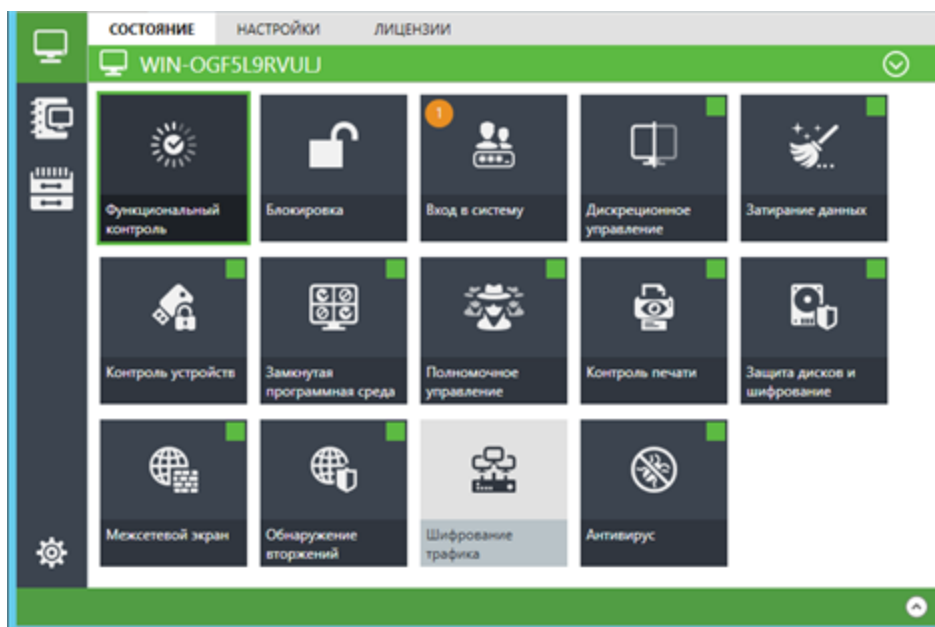 СОСТОЯНИЕ НАСТРОЙКИ ЛИЦЕНЗИИ
WIN-OGF5L9RVULJ
1
Функциональный
контроль
Блокировка
Вход в систему
Дискреционное
управление
Затирание данных
Контроль устройств
Замкнутая
программная среда
Полномочное
управление
Контроль печати
Защита дисков и
шифрование
Межсетевой экран
Обнаружение
вторжений
Шифрование
трафика
Антивирус